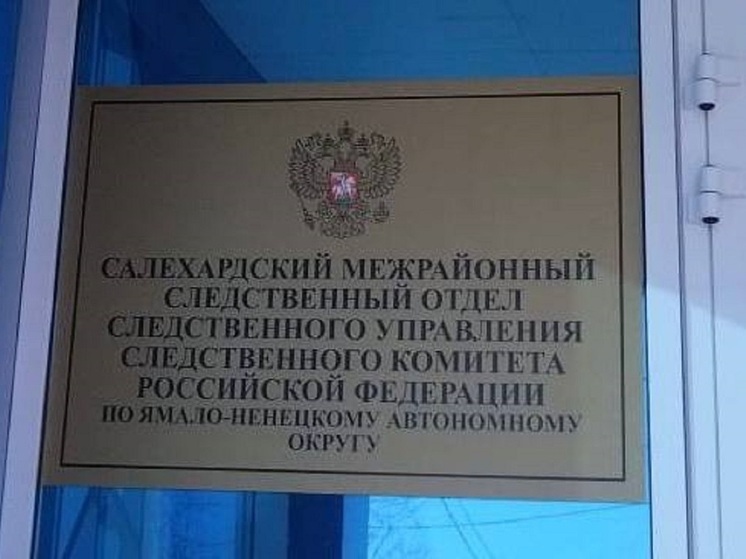 САЛЕХАРДСКИЙ МЕЖРАЙОННЫЙ
СЛЕДСТВЕННЫЙ ОТДЕЛ
СЛЕДСТВЕННОГО УПРАВЛЕНИЯ
СЛЕДСТВЕННОГО КОМИТЕТА
РОССИЙСКОЙ ФЕДЕРАЦИИ
ПО ЯМАЛО-НЕНЕЦКОМУ АВТОНОМНОМУ
ОКРУГУ